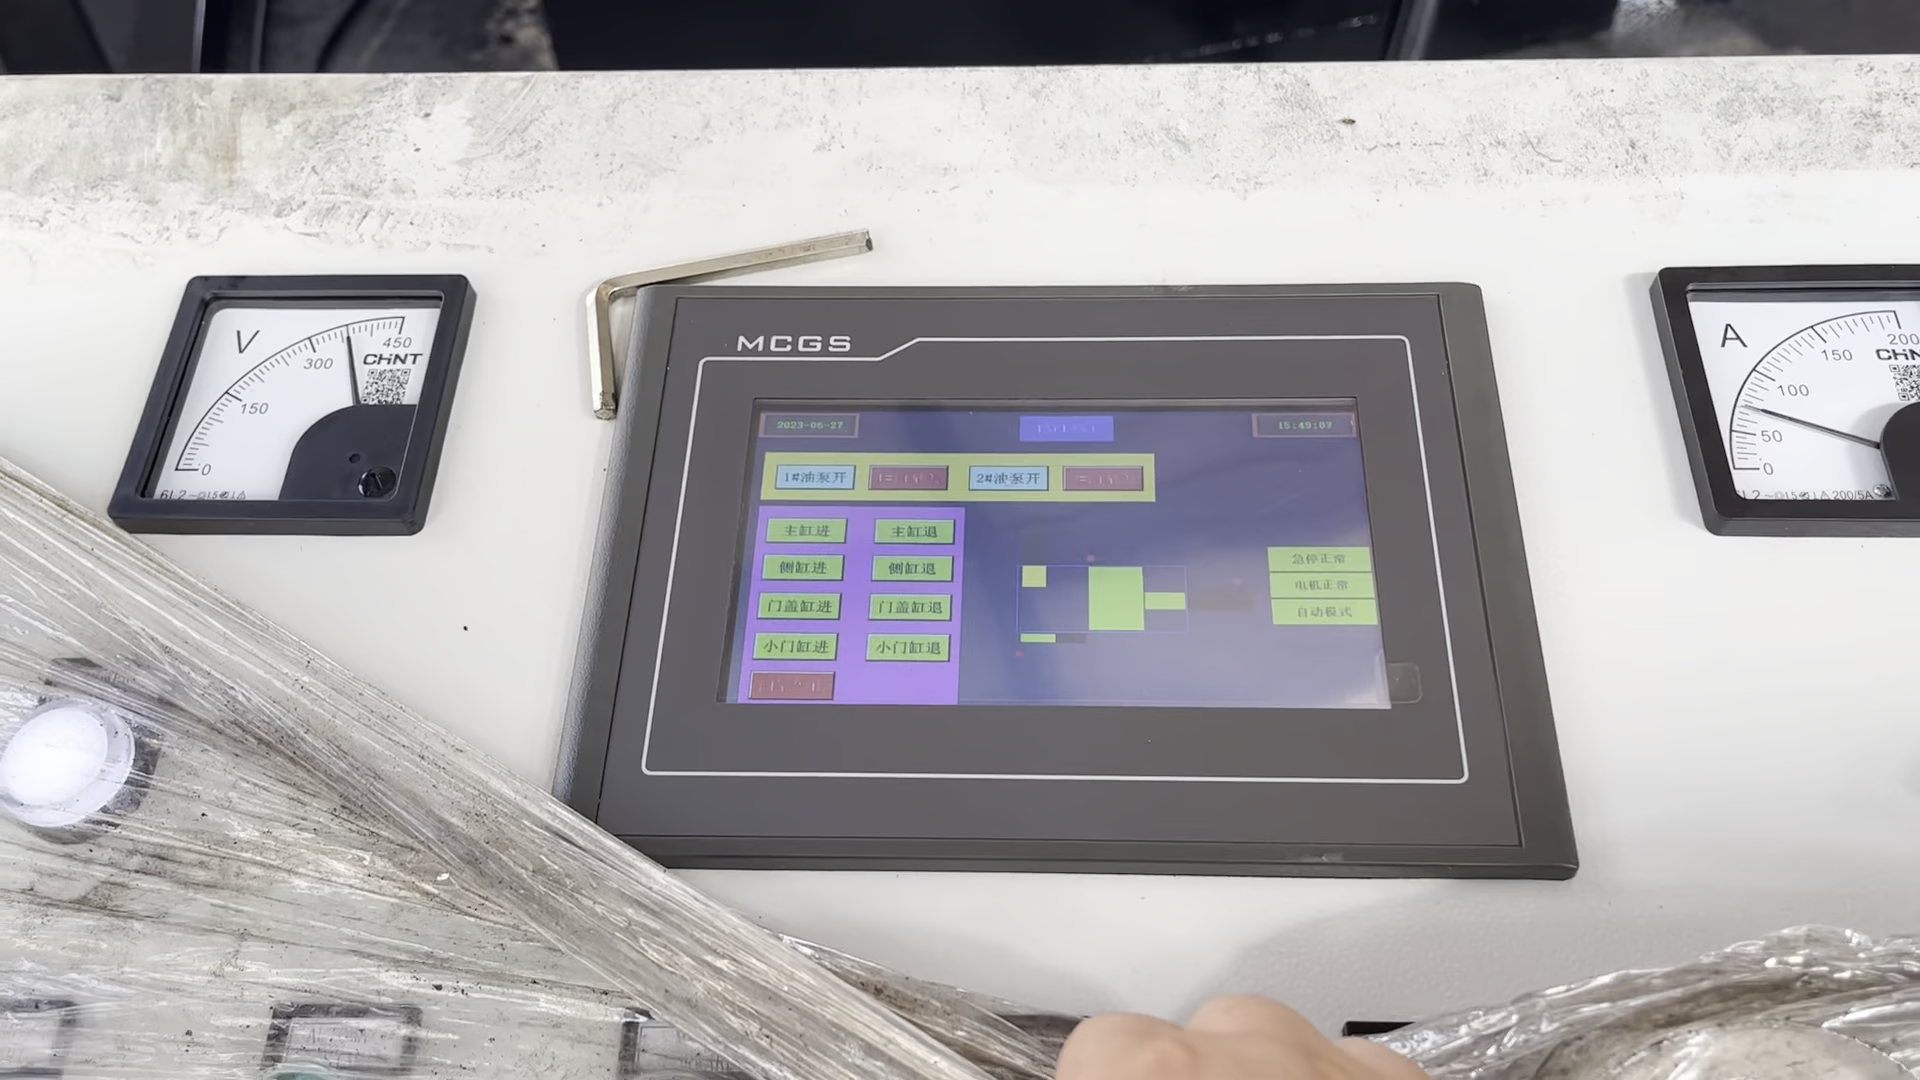 MCGS
V
0
150
300
450
CHNT
A
0
50
100
150
200
200/5A
2023-06-27
15:49:07
1#油泵开
2#油泵开
主缸进
主缸退
侧缸进
侧缸退
门盖缸进
门盖缸退
小门缸进
小门缸退
急停正常
电机正常
自动模式